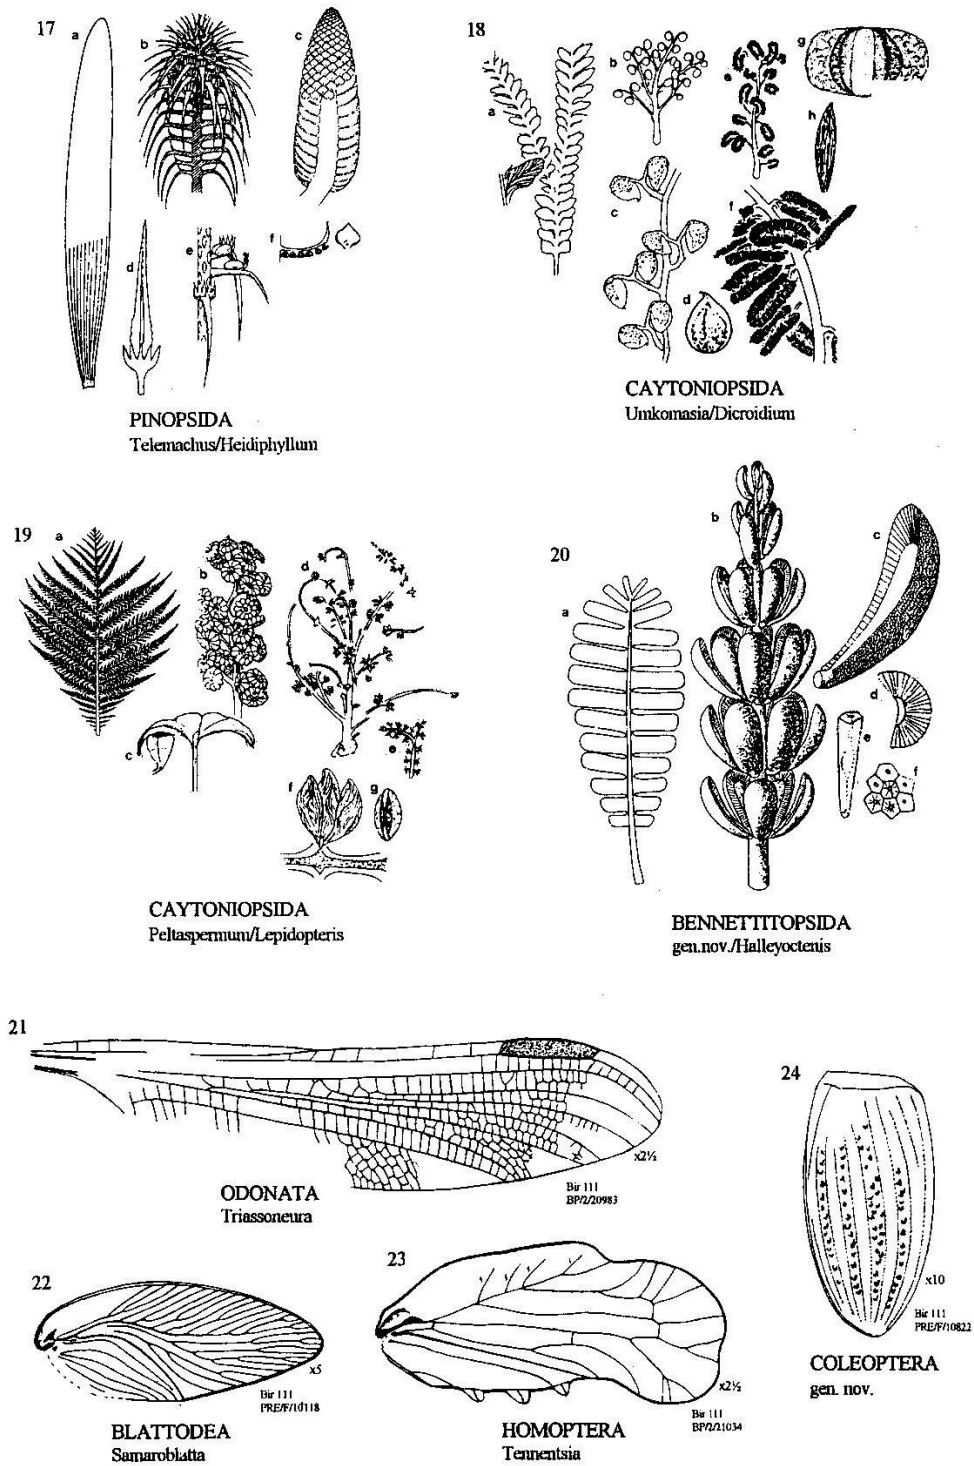 17
a
b
c
d
e
f
PINOPSIDA
Telemachus/Heidiphyllum
18
a
b
c
d
e
f
g
h
CAYTONIOPSIDA
Umkomasia/Dicroidium
19
a
b
c
d
e
f
g
CAYTONIOPSIDA
Peltaspermum/Lepidopteris
20
a
b
c
d
e
f
BENNETTITOPSIDA
gen.nov./Halleyoctenis
21
x2½
Bir 111
BP/2/20983
ODONATA
Triassoneura
22
x5
Bir 111
PRE/F/10118
BLATTODEA
Samaroblatta
23
x2½
Bir 111
BP/2/21034
HOMOPTERA
Tennentsia
24
x10
Bir 111
PRE/F/10822
COLEOPTERA
gen. nov.